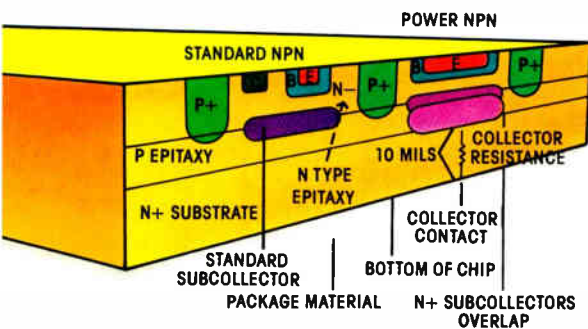 POWER NPN
STANDARD NPN
B
E
N–
P+
B
E
P+
P+
P EPITAXY
N TYPE
EPITAXY
10 MILS
COLLECTOR
RESISTANCE
N+ SUBSTRATE
COLLECTOR
CONTACT
STANDARD
SUBCOLLECTOR
BOTTOM OF CHIP
PACKAGE MATERIAL
N+ SUBCOLLECTORS
OVERLAP